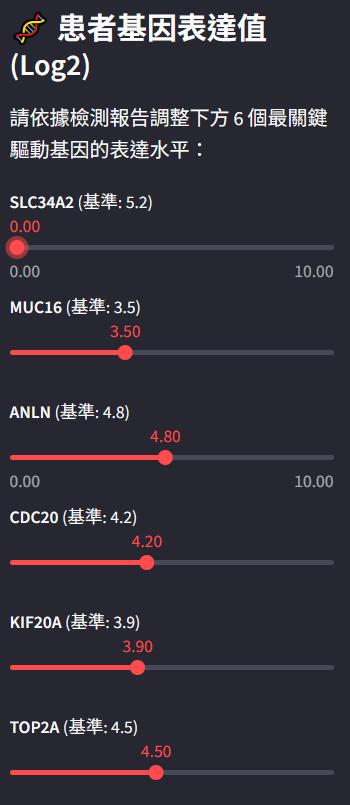 🧬 患者基因表達值
(Log2)
請依據檢測報告調整下方 6 個最關鍵
驅動基因的表達水平：
SLC34A2 (基準: 5.2)
0.00
0.00 10.00
MUC16 (基準: 3.5)
3.50
ANLN (基準: 4.8)
4.80
0.00 10.00
CDC20 (基準: 4.2)
4.20
KIF20A (基準: 3.9)
3.90
TOP2A (基準: 4.5)
4.50